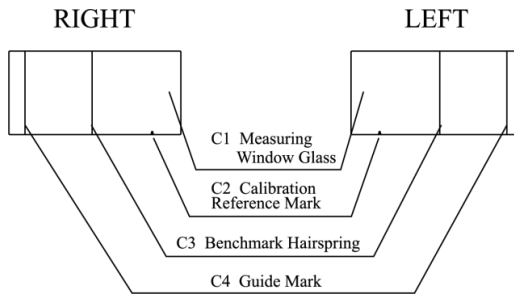 RIGHT
LEFT
C1 Measuring
Window Glass
C2 Calibration
Reference Mark
C3 Benchmark Hairspring
C4 Guide Mark